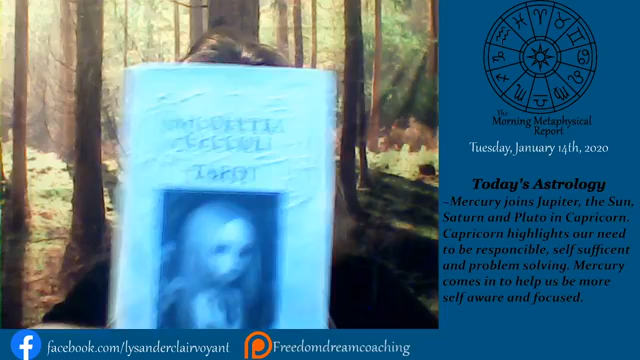 TAROT
The
Morning Metaphysical
Report
Tuesday, January 14th, 2020
Today's Astrology
~Mercury joins Jupiter, the Sun,
Saturn and Pluto in Capricorn.
Capricorn highlights our need
to be responcible, self sufficent
and problem solving. Mercury
comes in to help us be more
self aware and focused.
facebook.com/lysanderclairvoyant
Freedomdreamcoaching